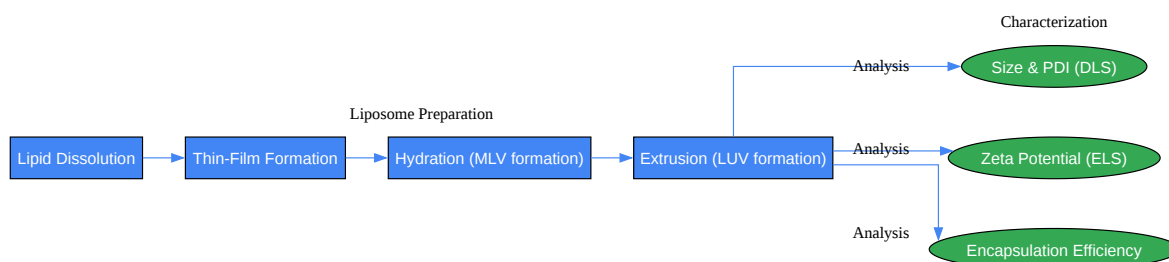 Characterization
Size & PDI (DLS)
Analysis
Liposome Preparation
Lipid Dissolution
Thin-Film Formation
Hydration (MLV formation)
Extrusion (LUV formation)
Analysis
Zeta Potential (ELS)
Analysis
Encapsulation Efficiency